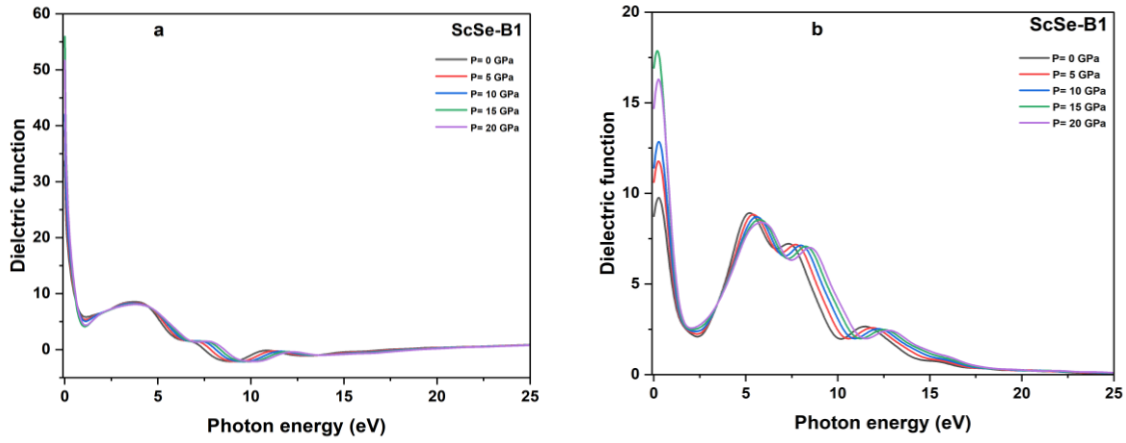 a
ScSe-B1
P= 0 GPa
P= 5 GPa
P= 10 GPa
P= 15 GPa
P= 20 GPa
60
50
40
30
20
10
0
Dielctric function
0 5 10 15 20 25
Photon energy (eV)
b
ScSe-B1
P= 0 GPa
P= 5 GPa
P= 10 GPa
P= 15 GPa
P= 20 GPa
20
15
10
5
0
Dielectric function
0 5 10 15 20 25
Photon energy (eV)